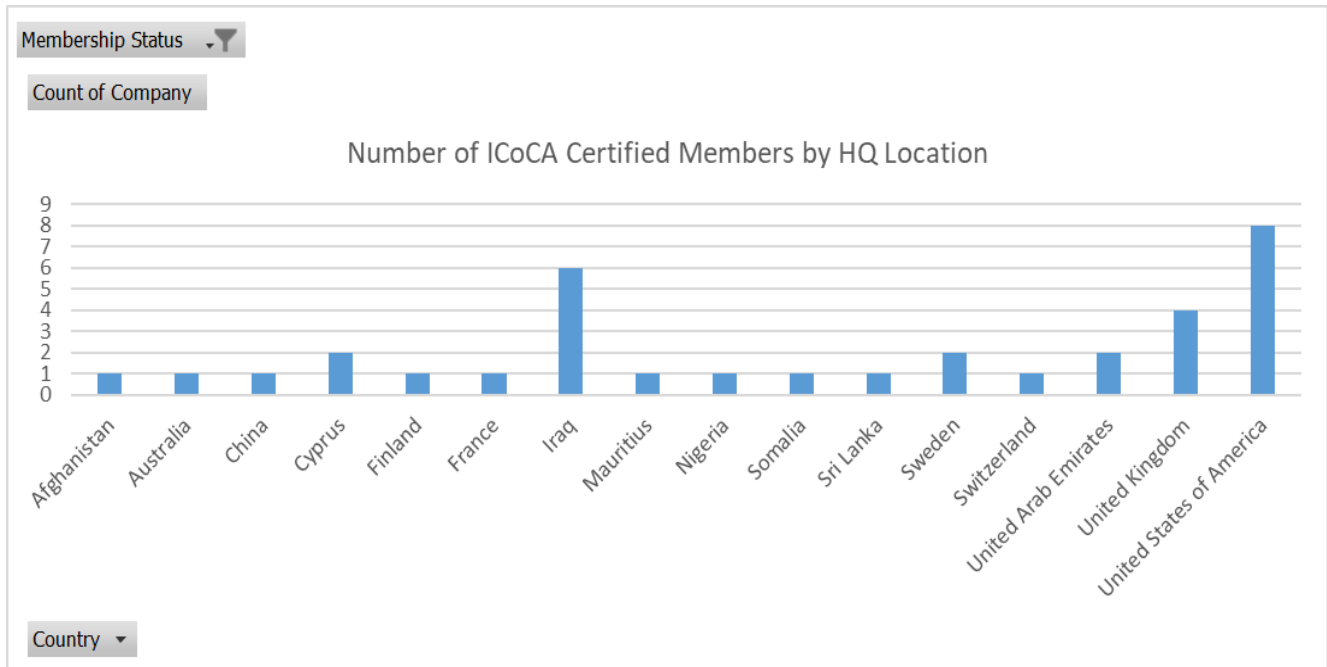 Membership Status
Count of Company
Number of ICoCA Certified Members by HQ Location
9
8
7
6
5
4
3
2
1
0
Afghanistan
Australia
China
Cyprus
Finland
France
Iraq
Mauritius
Nigeria
Somalia
Sri Lanka
Sweden
Switzerland
United Arab Emirates
United Kingdom
United States of America
Country